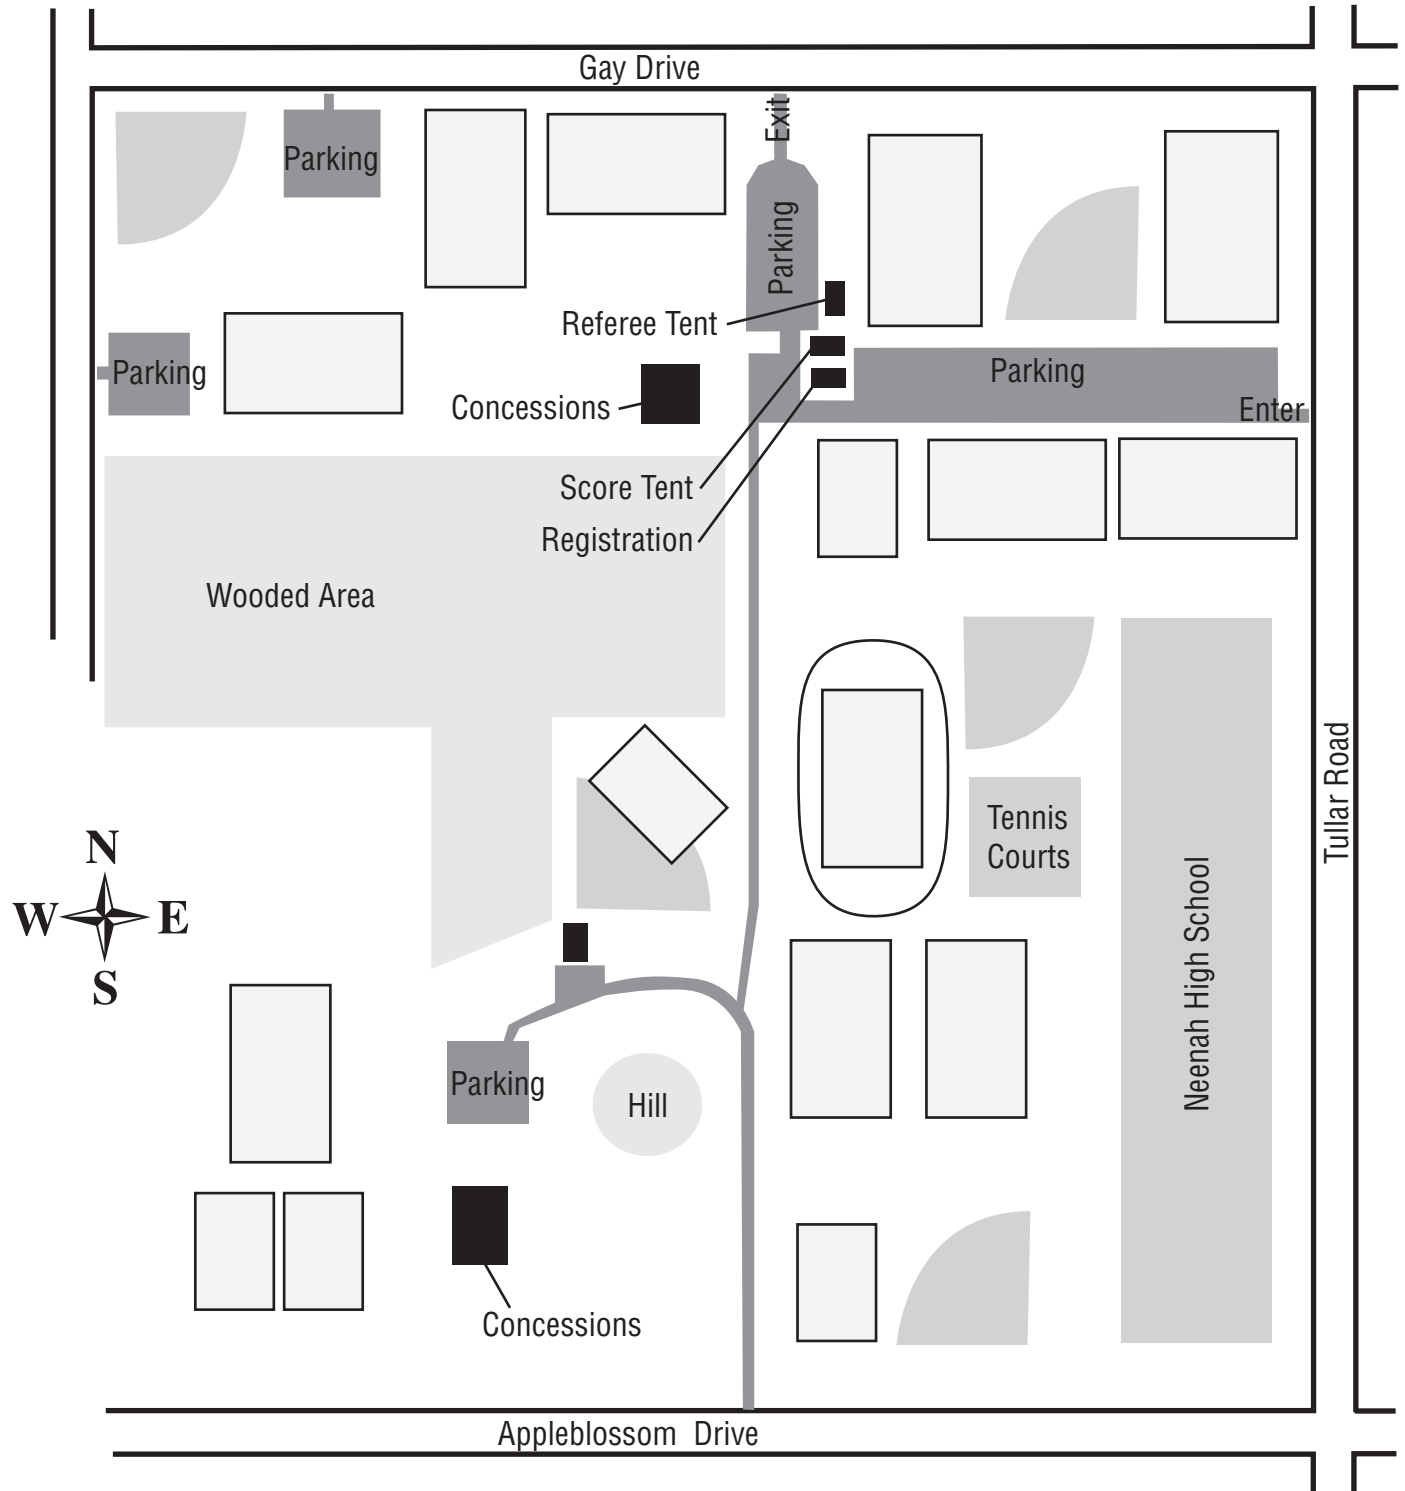 Gay Drive
Exit
Parking
Parking
Referee Tent
Parking
Parking
Concessions
Enter
Score Tent
Registration
Wooded Area
Tullar Road
Tennis
Courts
N
W
E
S
Neenah High School
Parking
Hill
Concessions
Appleblossom Drive